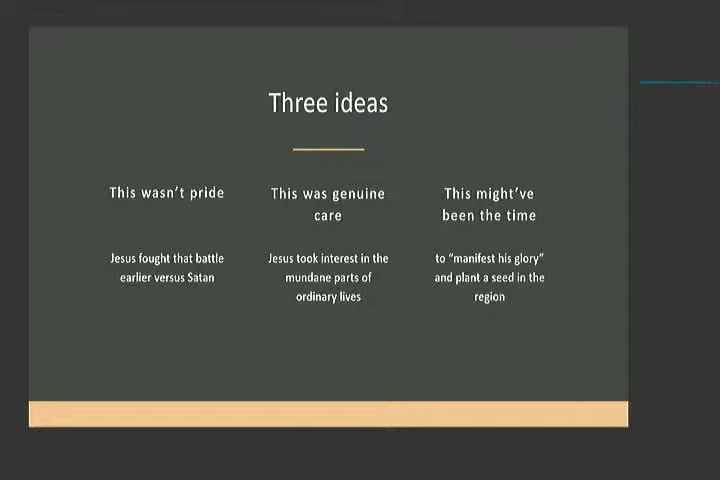 Three ideas
This wasn't pride
Jesus fought that battle
earlier versus Satan
This was genuine
care
Jesus took interest in the
mundane parts of
ordinary lives
This might've
been the time
to "manifest his glory"
and plant a seed in the
region